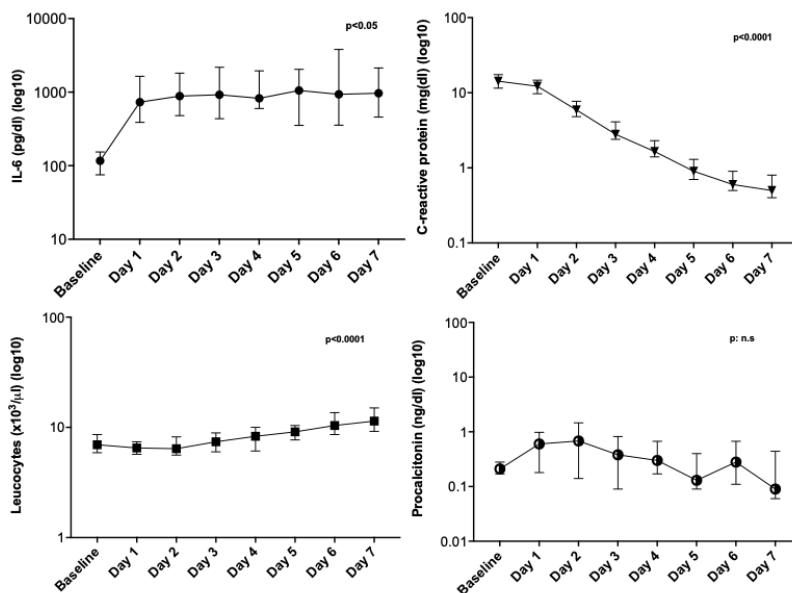 10000
1000
100
10
IL-6 (pg/dl) (log10)
p<0.05
Baseline
Day 1
Day 2
Day 3
Day 4
Day 5
Day 6
Day 7
100
10
1
0.1
C-reactive protein (mg(dl) (log10)
p<0.0001
Baseline
Day 1
Day 2
Day 3
Day 4
Day 5
Day 6
Day 7
100
10
1
Leucocytes (x10³/µl) (log10)
p<0.0001
Baseline
Day 1
Day 2
Day 3
Day 4
Day 5
Day 6
Day 7
100
10
1
0.1
0.01
Procalcitonin (ng/dl) (log10)
p: n.s
Baseline
Day 1
Day 2
Day 3
Day 4
Day 5
Day 6
Day 7